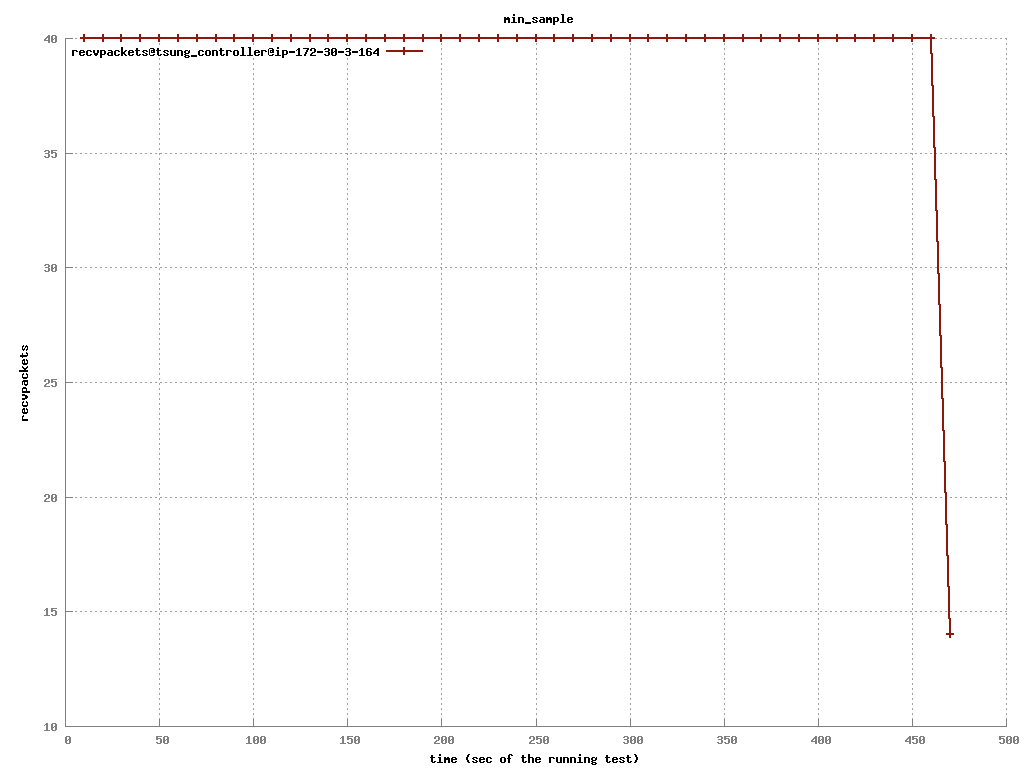 min_sample
recvpackets@tsung_controller@ip-172-30-3-164
40
35
30
25
20
15
10
recvpackets
0 50 100 150 200 250 300 350 400 450 500
time (sec of the running test)